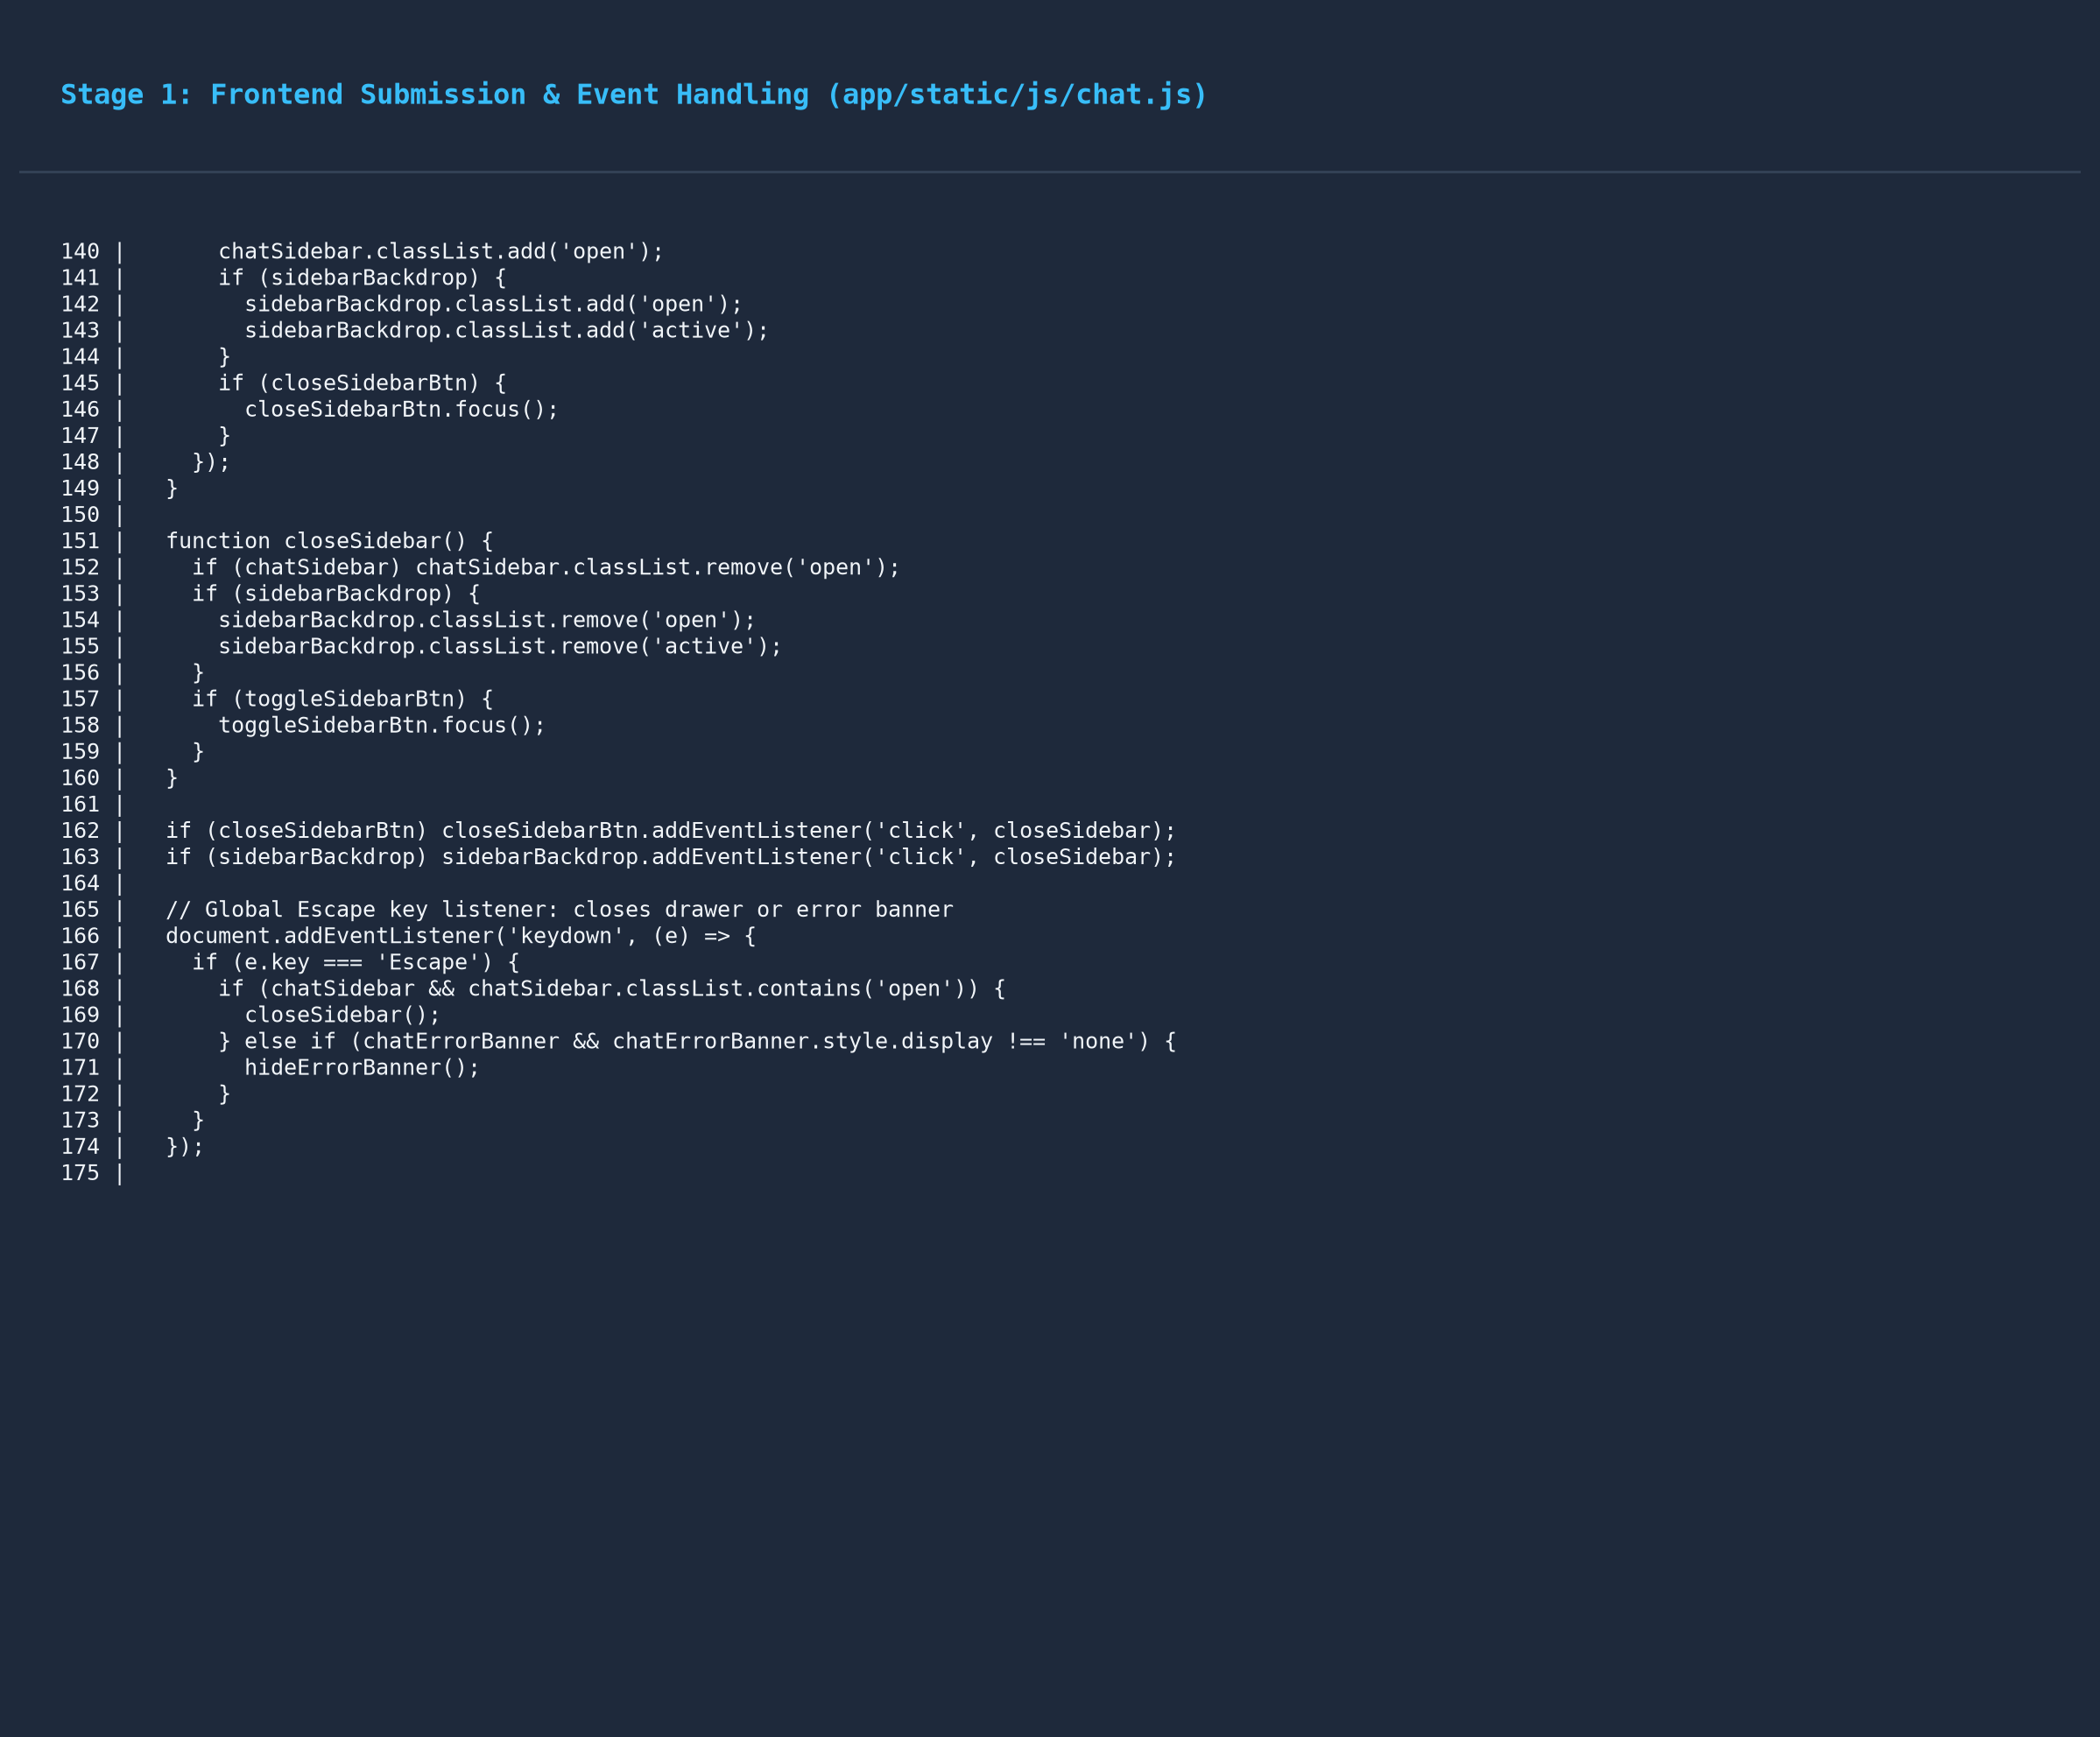 Stage 1: Frontend Submission & Event Handling (app/static/js/chat.js)
140 |       chatSidebar.classList.add('open');
141 |       if (sidebarBackdrop) {
142 |         sidebarBackdrop.classList.add('open');
143 |         sidebarBackdrop.classList.add('active');
144 |       }
145 |       if (closeSidebarBtn) {
146 |         closeSidebarBtn.focus();
147 |       }
148 |     });
149 |   }
150 |
151 |   function closeSidebar() {
152 |     if (chatSidebar) chatSidebar.classList.remove('open');
153 |     if (sidebarBackdrop) {
154 |       sidebarBackdrop.classList.remove('open');
155 |       sidebarBackdrop.classList.remove('active');
156 |     }
157 |     if (toggleSidebarBtn) {
158 |       toggleSidebarBtn.focus();
159 |     }
160 |   }
161 |
162 |   if (closeSidebarBtn) closeSidebarBtn.addEventListener('click', closeSidebar);
163 |   if (sidebarBackdrop) sidebarBackdrop.addEventListener('click', closeSidebar);
164 |
165 |   // Global Escape key listener: closes drawer or error banner
166 |   document.addEventListener('keydown', (e) => {
167 |     if (e.key === 'Escape') {
168 |       if (chatSidebar && chatSidebar.classList.contains('open')) {
169 |         closeSidebar();
170 |       } else if (chatErrorBanner && chatErrorBanner.style.display !== 'none') {
171 |         hideErrorBanner();
172 |       }
173 |     }
174 |   });
175 |